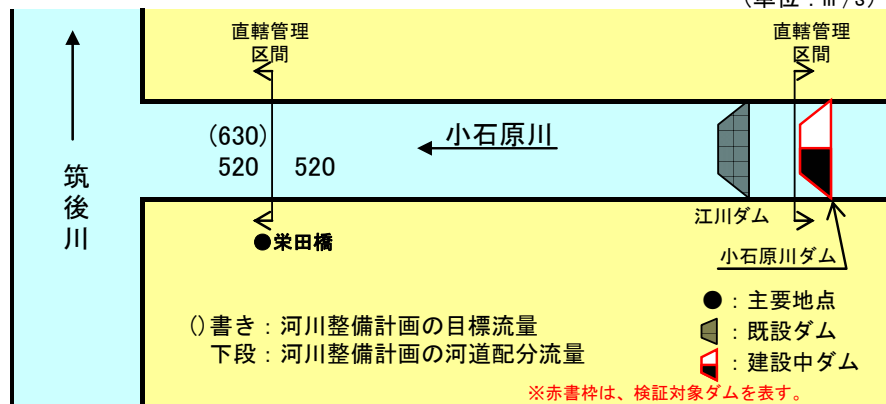 (単位：㎥/s)
直轄管理
区間
直轄管理
区間
(630)
520
520
小石原川
筑後川
江川ダム
●栄田橋
小石原川ダム
()書き：河川整備計画の目標流量
下段：河川整備計画の河道配分流量
●：主要地点
：既設ダム
：建設中ダム
※赤書枠は、検証対象ダムを表す。